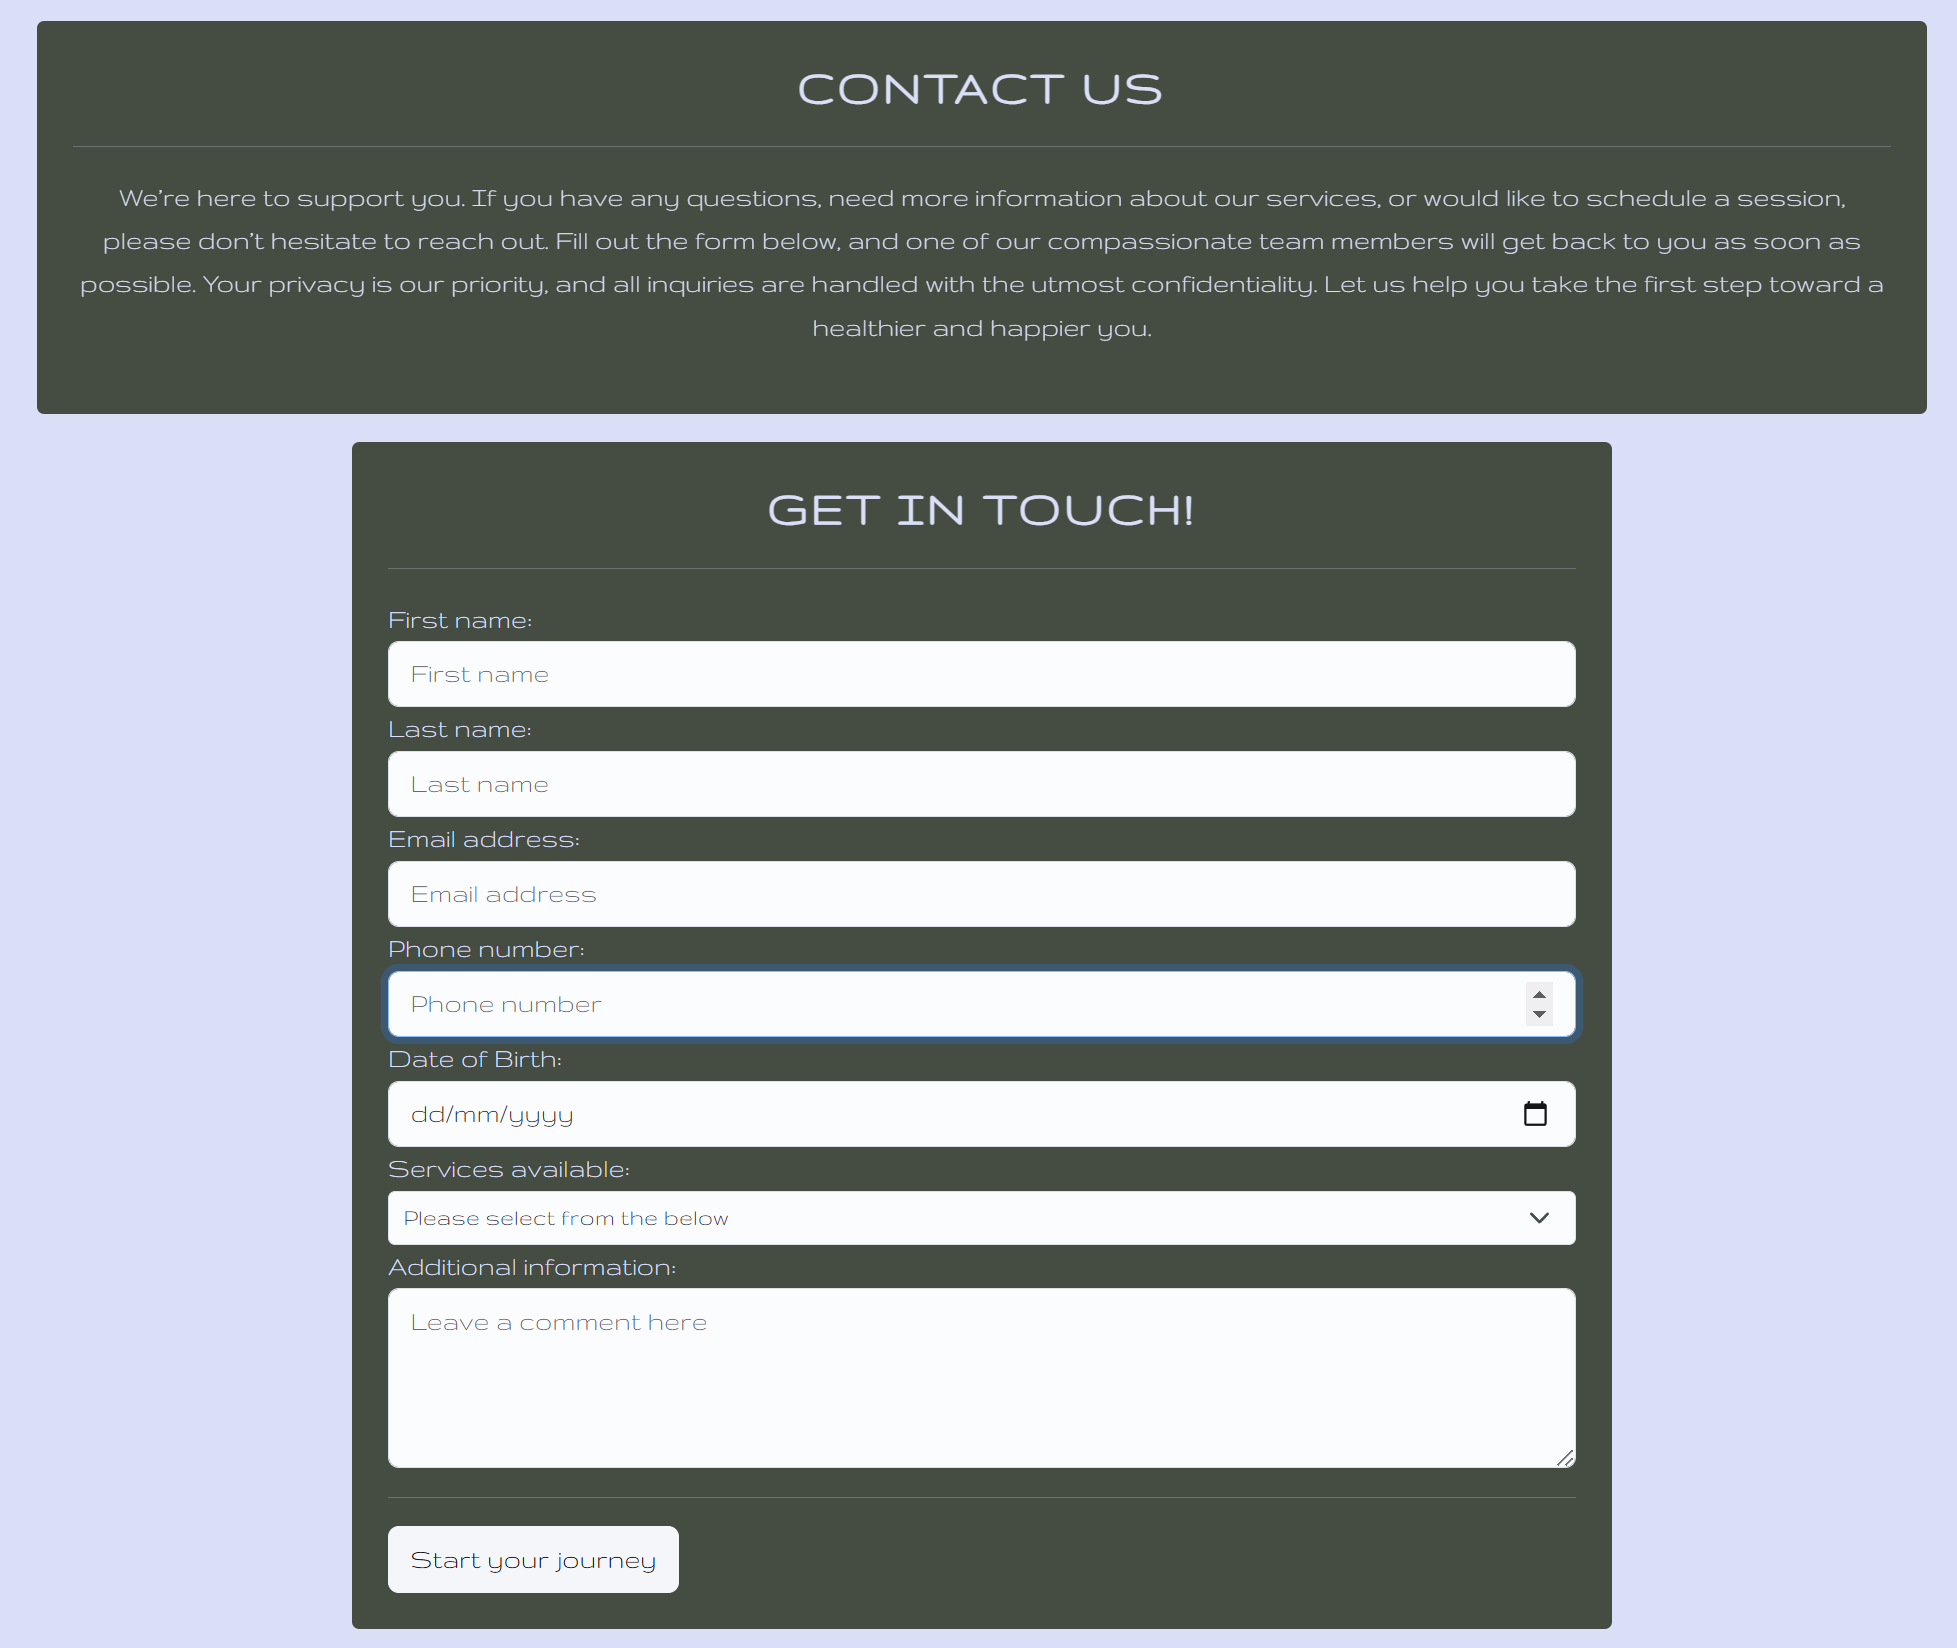 CONTACT US
We're here to support you. If you have any questions, need more information about our services, or would like to schedule a session,
please don't hesitate to reach out. Fill out the form below, and one of our compassionate team members will get back to you as soon as
possible. Your privacy is our priority, and all inquiries are handled with the utmost confidentiality. Let us help you take the first step toward a
healthier and happier you.
GET IN TOUCH!
First name:
First name
Last name:
Last name
Email address:
Email address
Phone number:
Phone number
Date of Birth:
dd/mm/yyyy
Services available:
Please select from the below
Additional information:
Leave a comment here
Start your journey